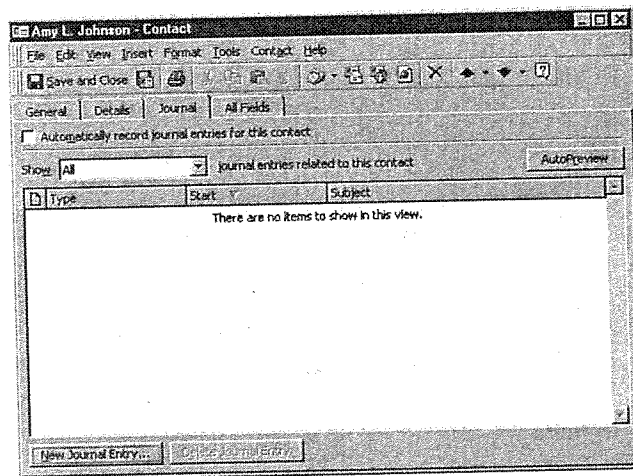 Amy L. Johnson - Contact
File Edit View Insert Format Tools Contact Help
Save and Close
General Details Journal All Fields
Automatically record journal entries for this contact
Show All journal entries related to this contact AutoPreview
Type Start Subject
There are no items to show in this view.
New Journal Entry... Delete Journal Entry